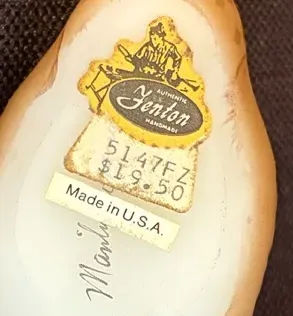 AUTHENTIC
Fenton
HANDMADE
5147FZ
$19.50
Made in U.S.A.